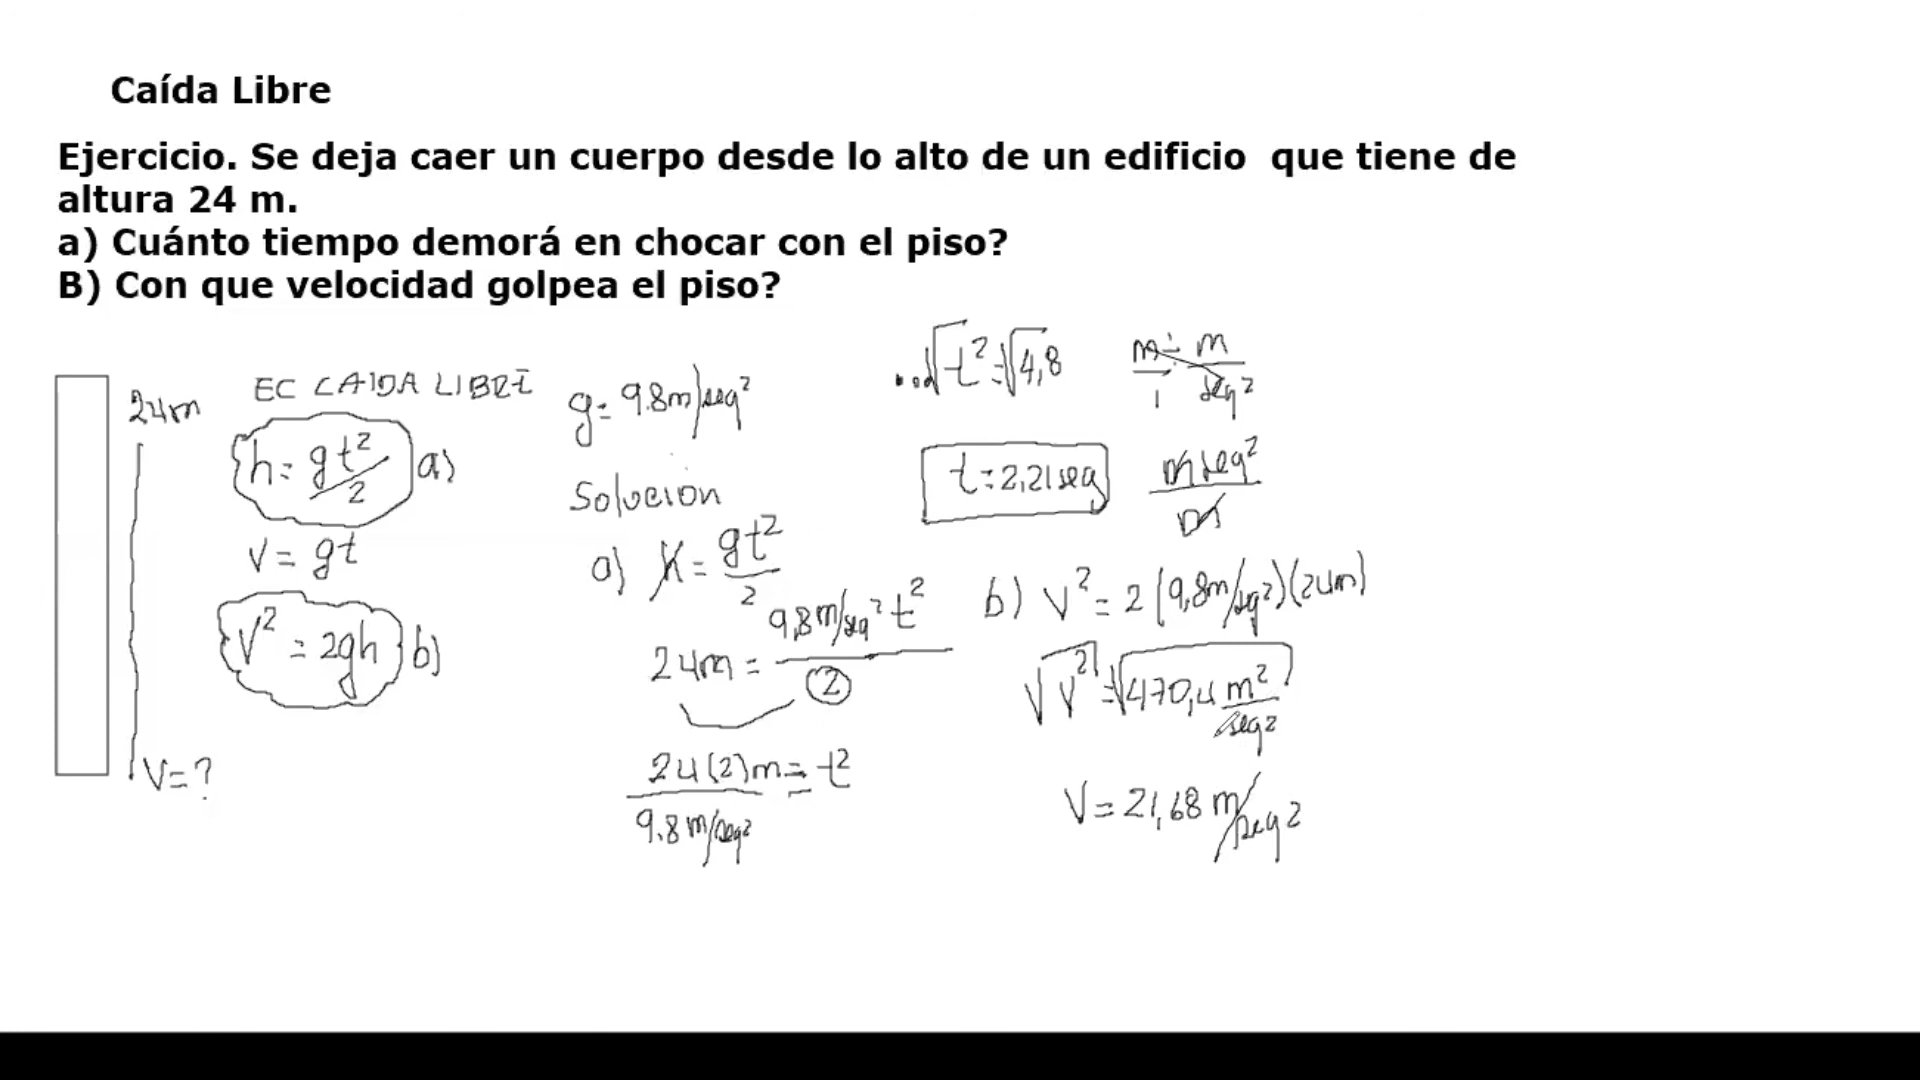 Caída Libre
Ejercicio. Se deja caer un cuerpo desde lo alto de un edificio que tiene de
altura 24 m.
a) Cuánto tiempo demorá en chocar con el piso?
B) Con que velocidad golpea el piso?
24m
V=?
EC CAIDA LIBRE
h= gt²/2 a)
V= gt
V² = 2gh b)
g= 9.8m/seg²
Solucion
a) h= gt²/2
24m = 9,8m/seg² t²/2
24(2)m/9.8m/seg² = t²
...√t²=√4,8
t=2,21seg
m/1 ÷ m/seg²
m seg²/m
b) V² = 2(9,8m/seg²)(24m)
√V²=√470,4 m²/seg2
V= 21,68 m/seg2